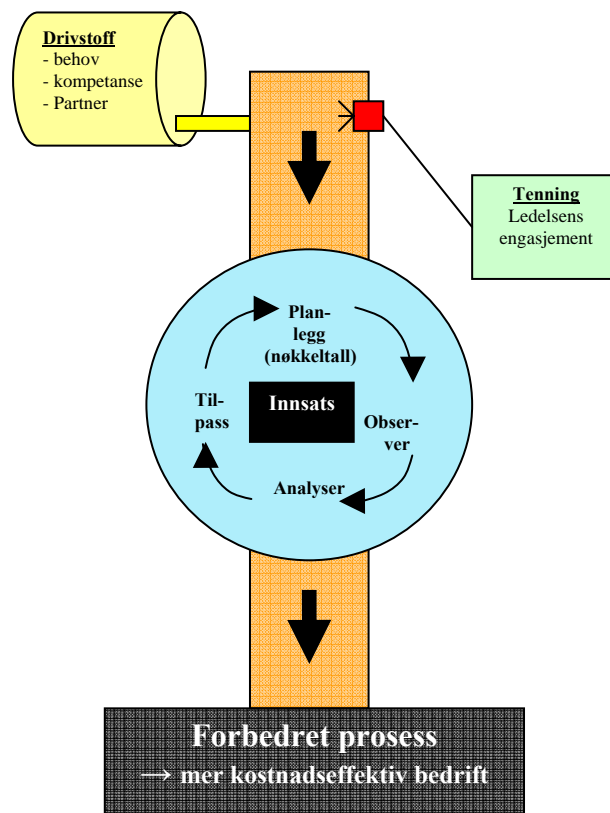 Drivstoff
- behov
- kompetanse
- Partner
Tenning
Ledelsens
engasjement
Plan-
legg
(nøkkeltall)
Innsats
Til-
pass
Obser-
ver
Analyser
Forbedret prosess
→ mer kostnadseffektiv bedrift